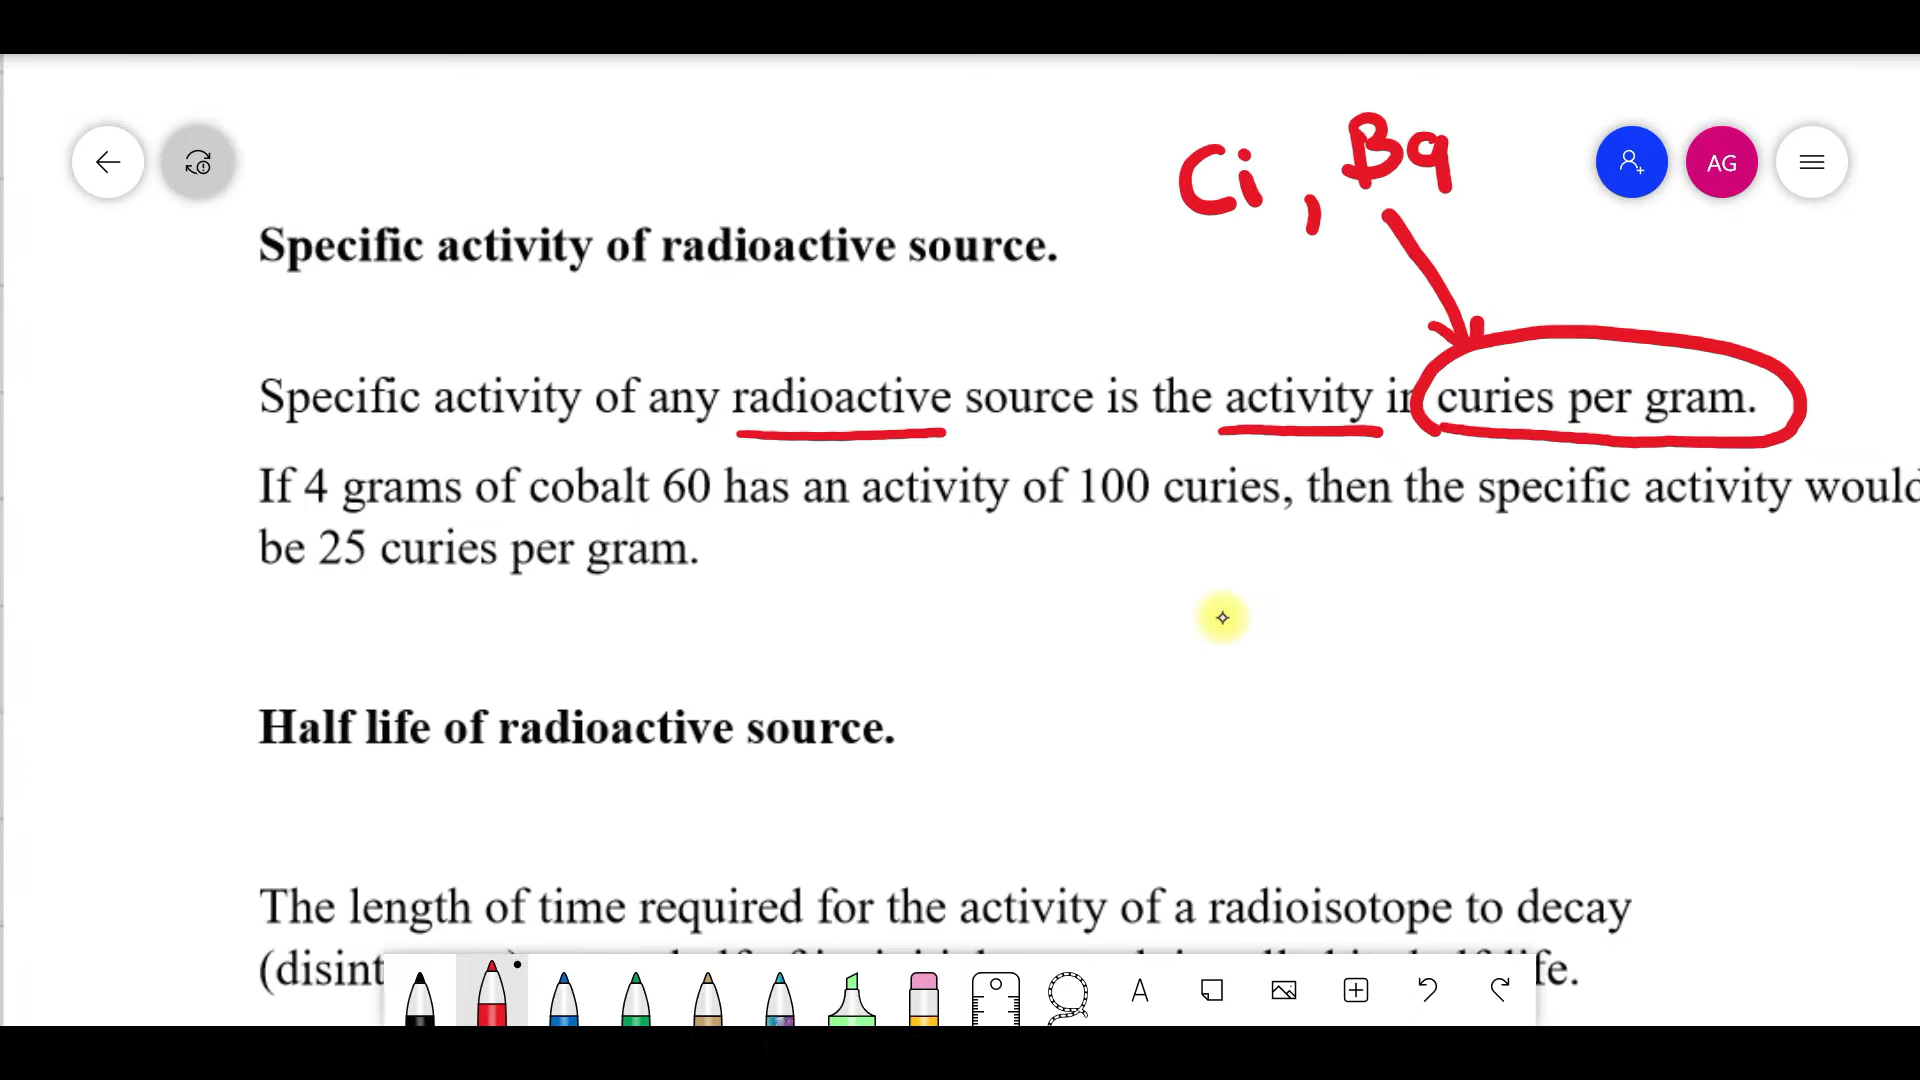 Ci , Bq
AG
Specific activity of radioactive source.
Specific activity of any radioactive source is the activity in curies per gram.
If 4 grams of cobalt 60 has an activity of 100 curies, then the specific activity would
be 25 curies per gram.
Half life of radioactive source.
The length of time required for the activity of a radioisotope to decay
(disint life.
A